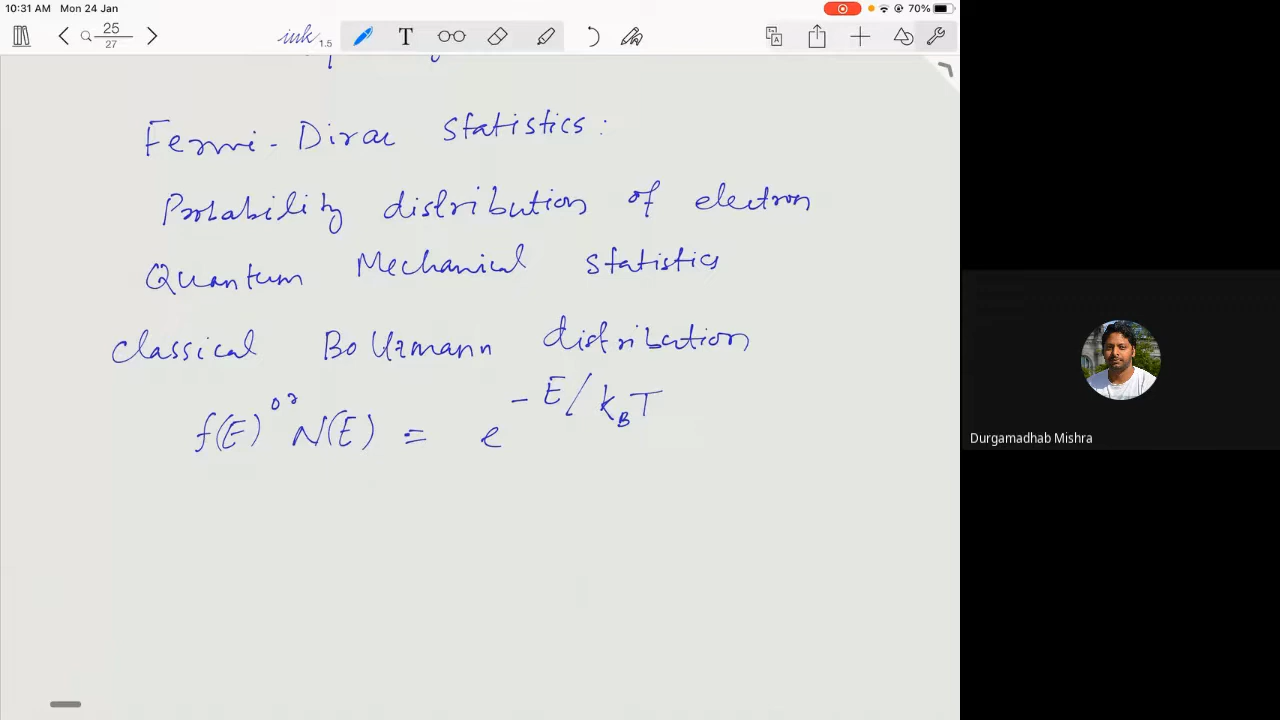 10:31 AM Mon 24 Jan
70%
25
27
ink 1.5
T
Fermi-Dirac statistics:
Probability distribution of electron
Quantum Mechanical statistics
Classical Boltzmann distribution
f(E) or N(E) = e^{-E/k_BT}
Durgamadhab Mishra